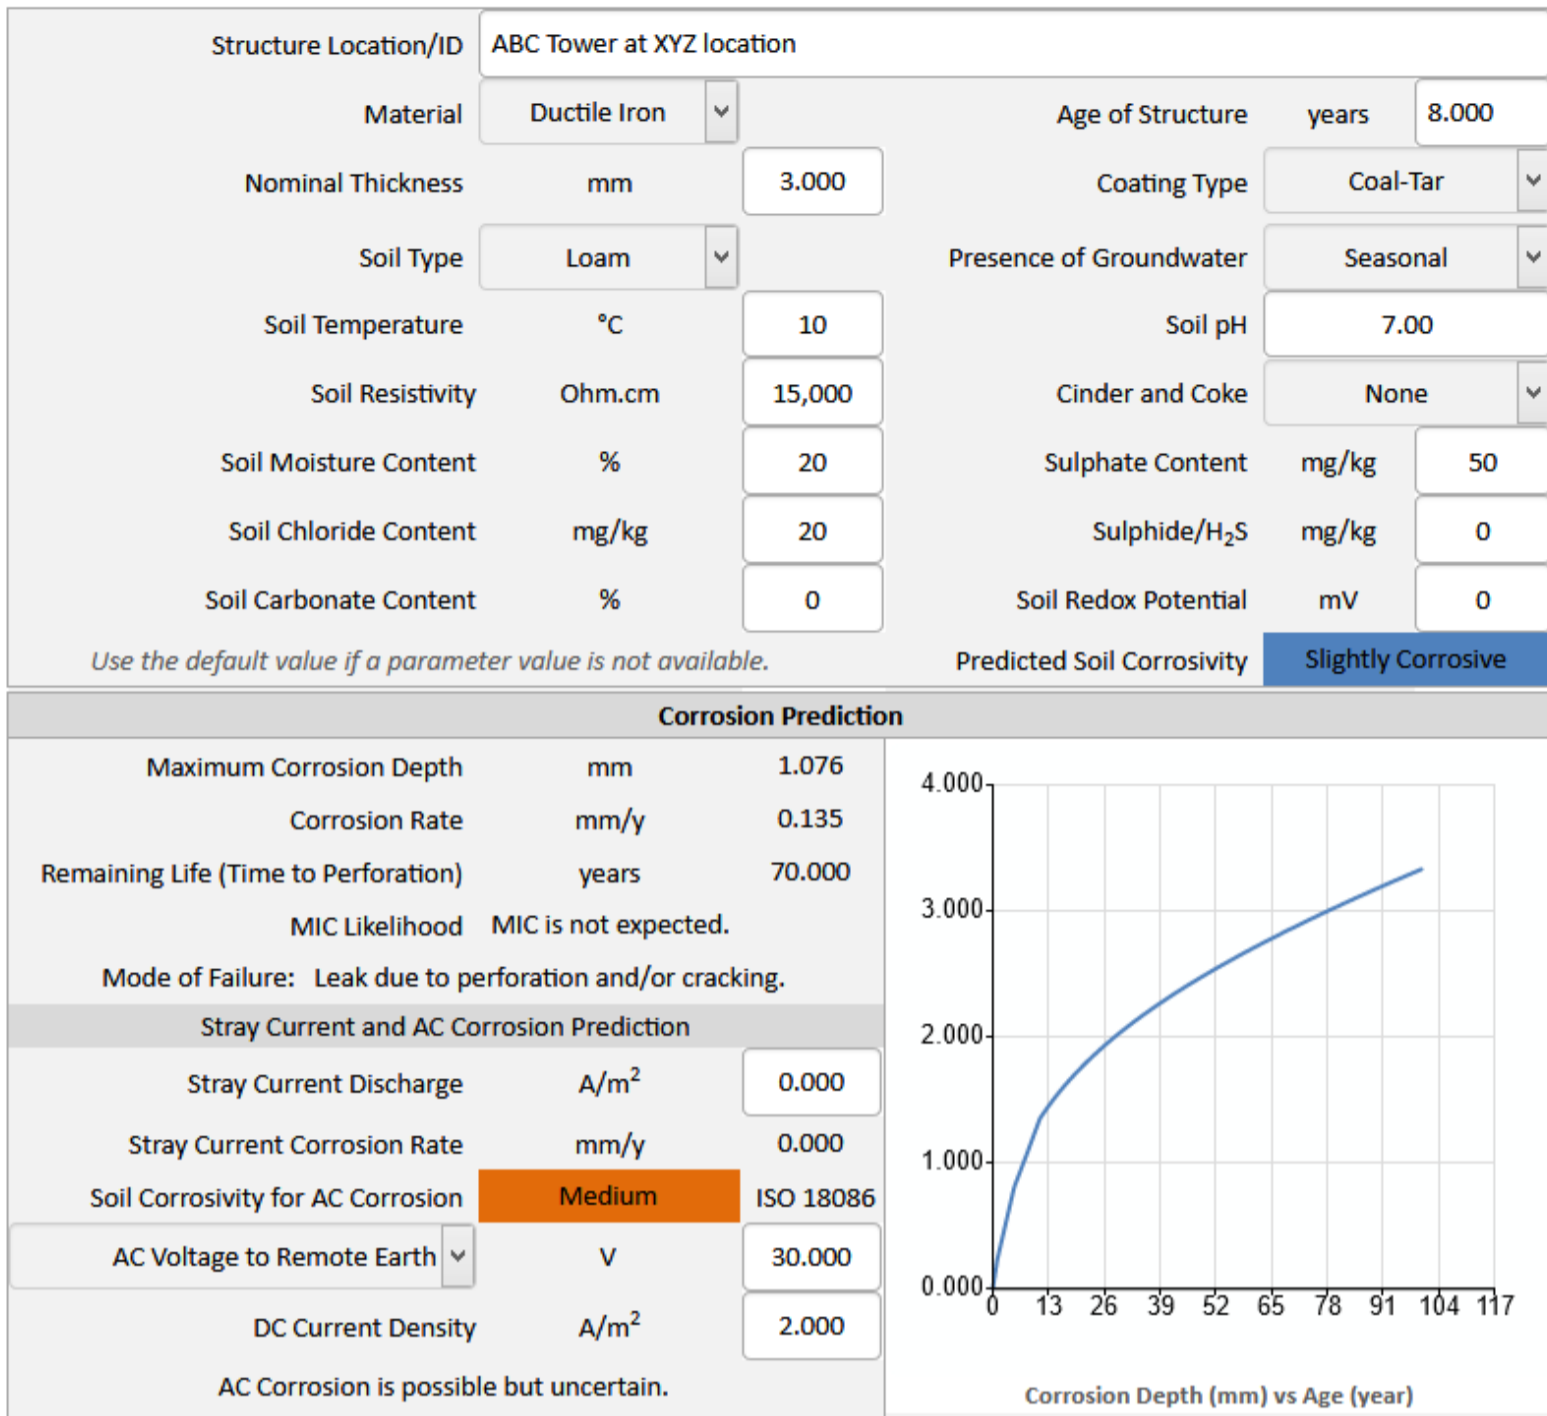 Structure Location/ID ABC Tower at XYZ location
Material Ductile Iron Age of Structure years 8.000
Nominal Thickness mm 3.000 Coating Type Coal-Tar
Soil Type Loam Presence of Groundwater Seasonal
Soil Temperature °C 10 Soil pH 7.00
Soil Resistivity Ohm.cm 15,000 Cinder and Coke None
Soil Moisture Content % 20 Sulphate Content mg/kg 50
Soil Chloride Content mg/kg 20 Sulphide/H₂S mg/kg 0
Soil Carbonate Content % 0 Soil Redox Potential mV 0
Use the default value if a parameter value is not available. Predicted Soil Corrosivity Slightly Corrosive
Corrosion Prediction
Maximum Corrosion Depth mm 1.076
Corrosion Rate mm/y 0.135
Remaining Life (Time to Perforation) years 70.000
MIC Likelihood MIC is not expected.
Mode of Failure: Leak due to perforation and/or cracking.
Stray Current and AC Corrosion Prediction
Stray Current Discharge A/m² 0.000
Stray Current Corrosion Rate mm/y 0.000
Soil Corrosivity for AC Corrosion Medium ISO 18086
AC Voltage to Remote Earth V 30.000
DC Current Density A/m² 2.000
AC Corrosion is possible but uncertain.
4.000
3.000
2.000
1.000
0.000
0 13 26 39 52 65 78 91 104 117
Corrosion Depth (mm) vs Age (year)